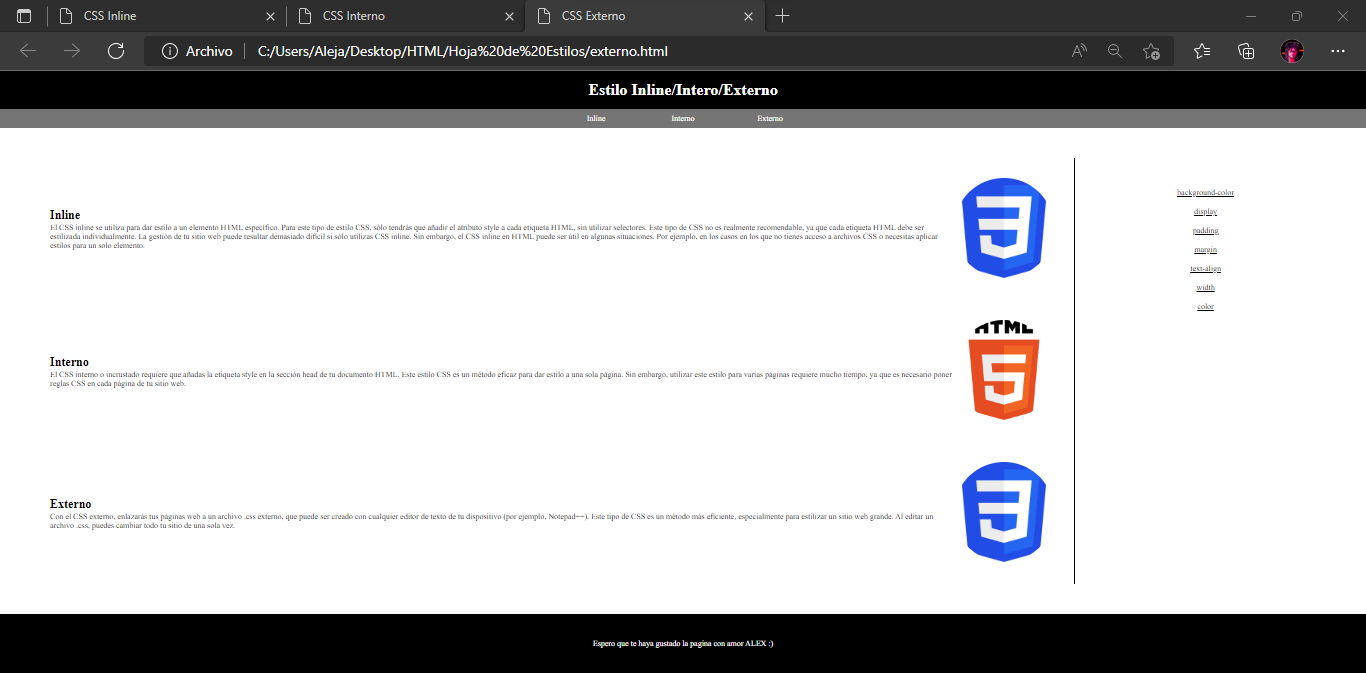 CSS Inline
CSS Interno
CSS Externo
Archivo
C:/Users/Aleja/Desktop/HTML/Hoja%20de%20Estilos/externo.html
Estilo Inline/Intero/Externo
Inline
Interno
Externo
Inline
El CSS inline se utiliza para dar estilo a un elemento HTML específico. Para este tipo de estilo CSS, sólo tendrás que añadir el atributo style a cada etiqueta HTML, sin utilizar selectores. Este tipo de CSS no es realmente recomendable, ya que cada etiqueta HTML debe ser
estilizada individualmente. La gestión de tu sitio web puede resultar demasiado difícil si sólo utilizas CSS inline. Sin embargo, el CSS inline en HTML puede ser útil en algunas situaciones. Por ejemplo, en los casos en los que no tienes acceso a archivos CSS o necesitas aplicar
estilos para un solo elemento.
HTML
Interno
El CSS interno o incrustado requiere que añadas la etiqueta style en la sección head de tu documento HTML. Este estilo CSS es un método eficaz para dar estilo a una sola página. Sin embargo, utilizar este estilo para varias páginas requiere mucho tiempo, ya que es necesario poner
reglas CSS en cada página de tu sitio web.
Externo
Con el CSS externo, enlazarás tus páginas web a un archivo .css externo, que puede ser creado con cualquier editor de texto de tu dispositivo (por ejemplo, Notepad++). Este tipo de CSS es un método más eficiente, especialmente para estilizar un sitio web grande. Al editar un
archivo .css, puedes cambiar todo tu sitio de una sola vez.
background-color
display
padding
margin
text-align
width
color
Espero que te haya gustado la pagina con amor ALEX :)